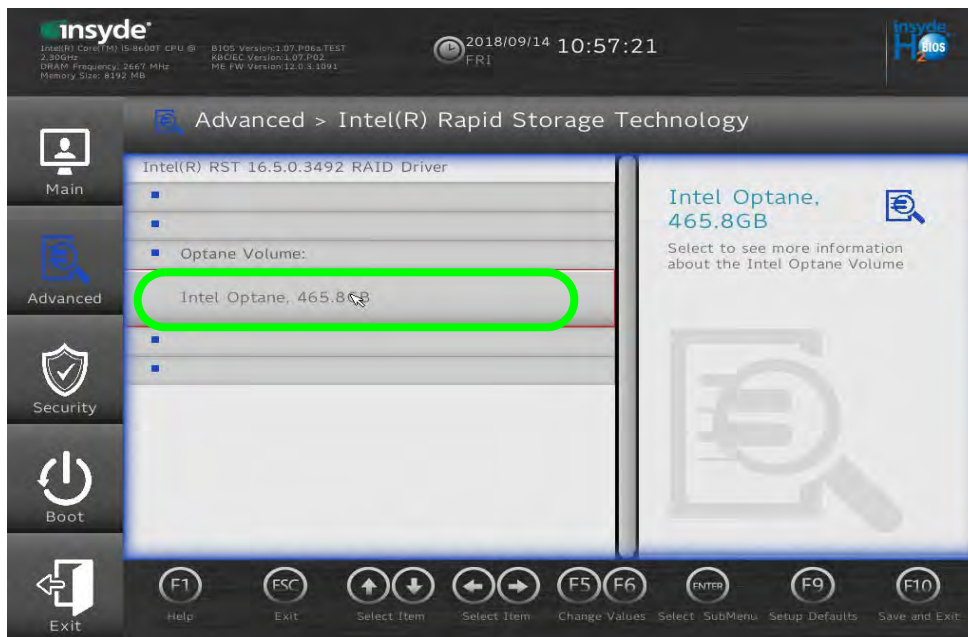 insyde®
Intel(R) Core(TM) i5-8600T CPU @
2.30GHz
DRAM Frequency: 2667 MHz
Memory Size: 8192 MB
BIOS Version:1.07.P06a.TEST
KBC/EC Version:1.07.P02
ME FW Version:12.0.3.1091
2018/09/14 10:57:21
FRI
insyde
H2BIOS
Advanced > Intel(R) Rapid Storage Technology
Main
Advanced
Security
Boot
Exit
Intel(R) RST 16.5.0.3492 RAID Driver
Optane Volume:
Intel Optane, 465.8GB
Intel Optane,
465.8GB
Select to see more information
about the Intel Optane Volume
F1
Help
ESC
Exit
Select Item
Select Item
F5 F6
Change Values
ENTER
Select SubMenu
F9
Setup Defaults
F10
Save and Exit